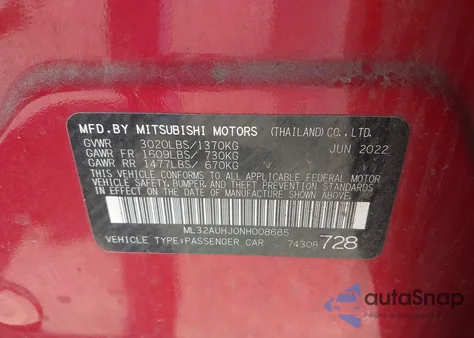 MFD. BY MITSUBISHI MOTORS (THAILAND) CO., LTD.
GVWR 3020LBS/1370KG JUN 2022
GAWR FR 1609LBS/ 730KG
GAWR RR 1477LBS/ 670KG
THIS VEHICLE CONFORMS TO ALL APPLICABLE FEDERAL MOTOR
VEHICLE SAFETY, BUMPER, AND THEFT PREVENTION STANDARDS
IN EFFECT ON THE DATE OF MANUFACTURE SHOWN ABOVE.
ML32AUHJ0NH008685
VEHICLE TYPE: PASSENGER CAR 7430B 728
autoSnap